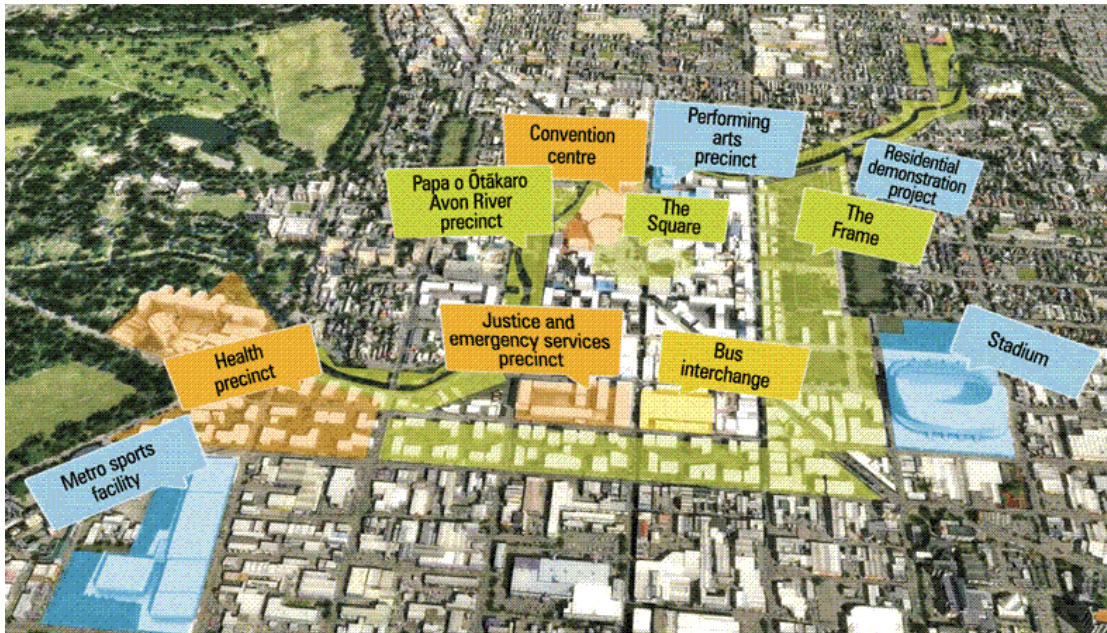 Convention
centre
Performing
arts
precinct
Residential
demonstration
project
Papa o Ōtākaro
Avon River
precinct
The
Square
The
Frame
Health
precinct
Justice and
emergency services
precinct
Bus
interchange
Stadium
Metro sports
facility